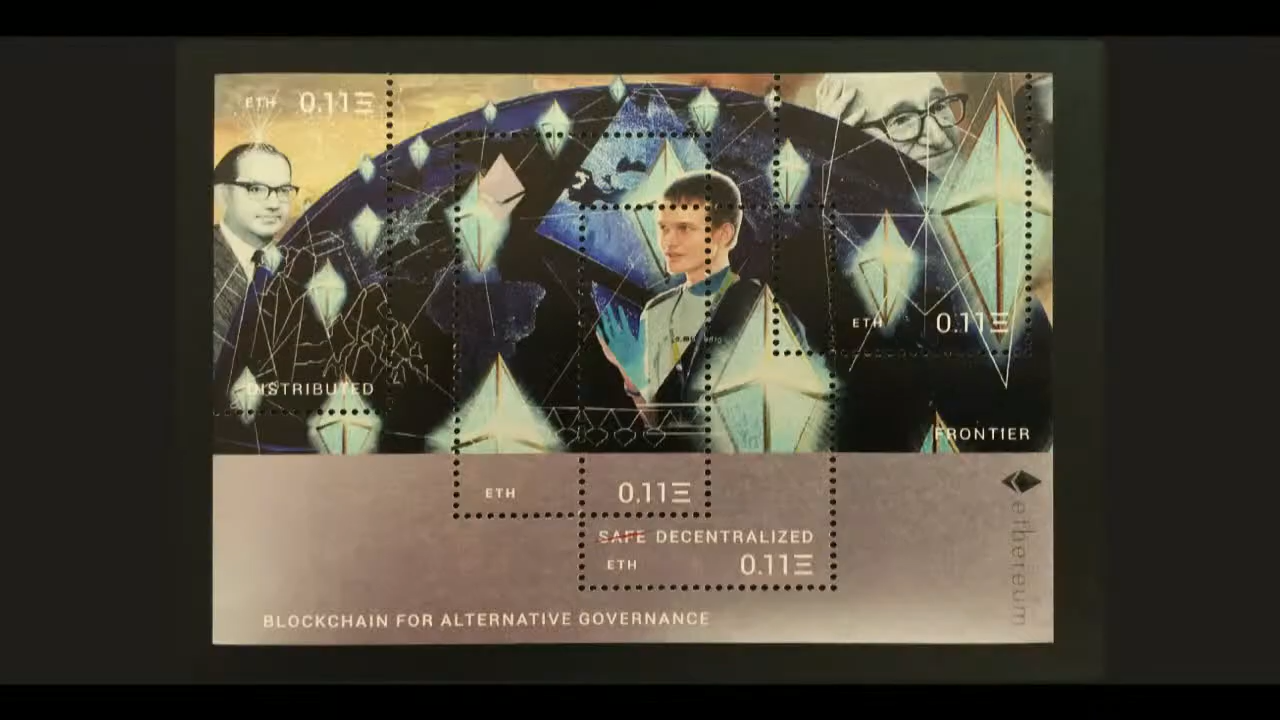 ETH 0.11Ξ
DISTRIBUTED
ETH 0.11Ξ
FRONTIER
ETH 0.11Ξ
SAFE DECENTRALIZED
ETH 0.11Ξ
BLOCKCHAIN FOR ALTERNATIVE GOVERNANCE
ethereum